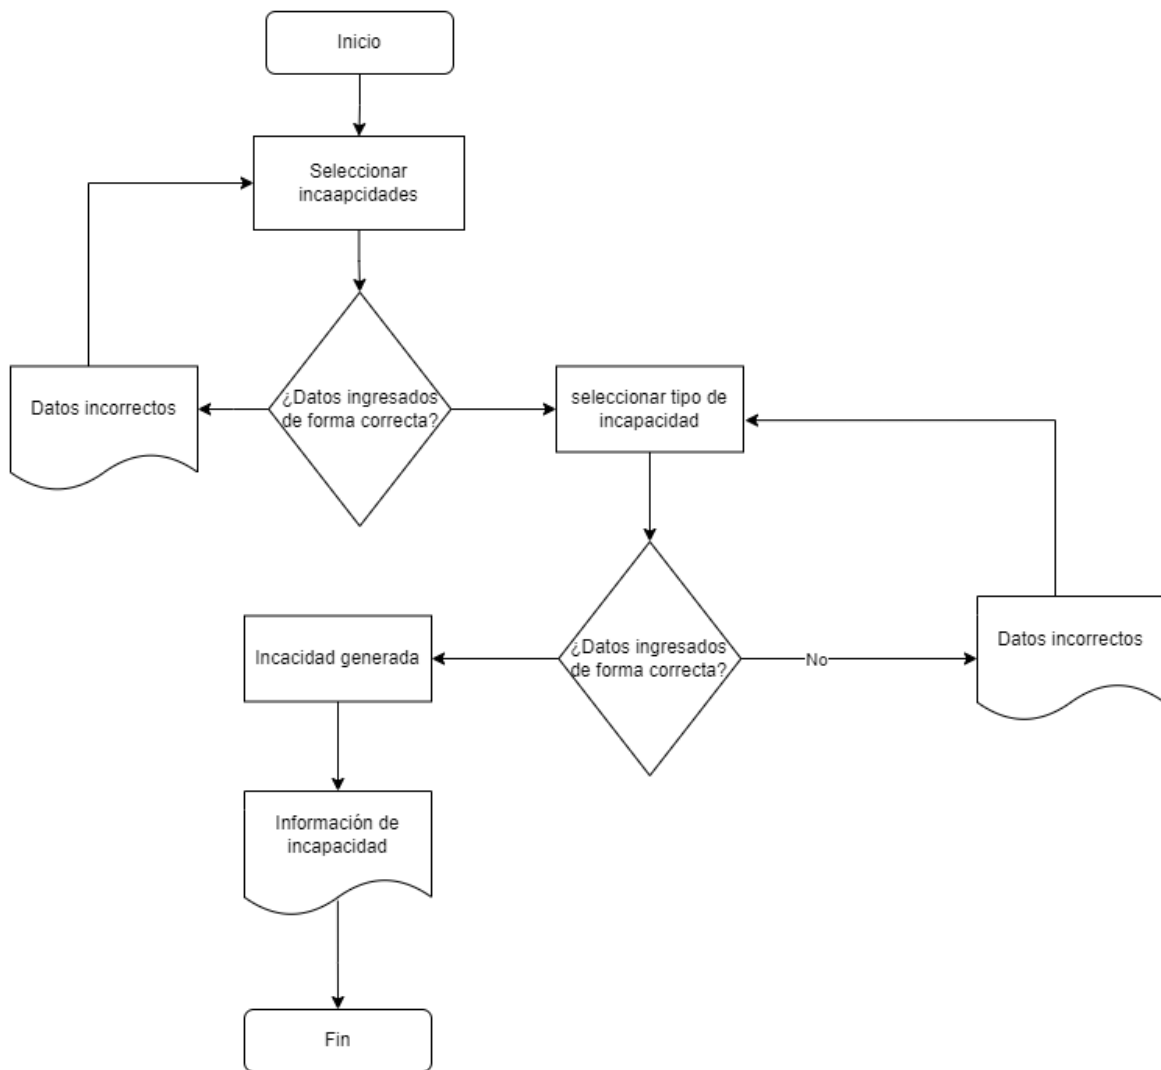 Inicio
Seleccionar
incaapcidades
¿Datos ingresados
de forma correcta?
Datos incorrectos
seleccionar tipo de
incapacidad
¿Datos ingresados
de forma correcta?
No
Datos incorrectos
Incacidad generada
Información de
incapacidad
Fin